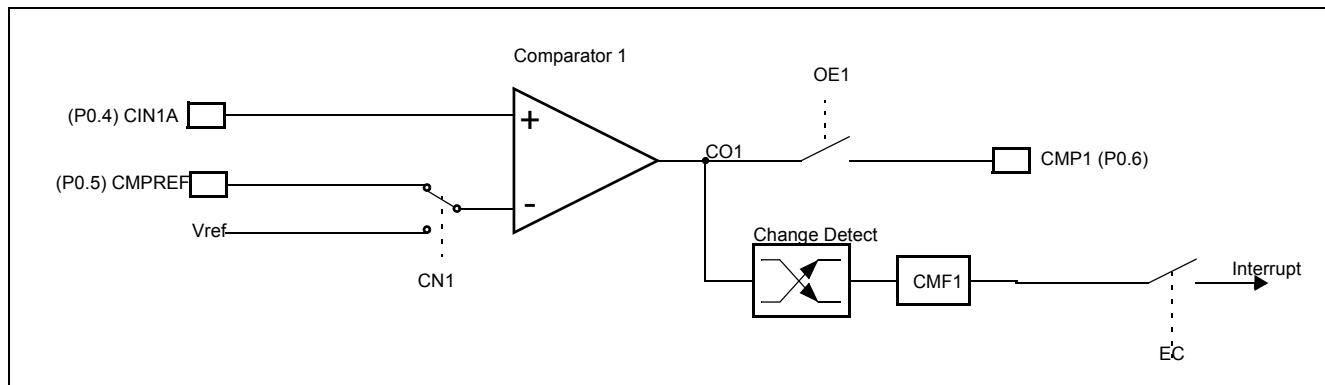 Comparator 1
OE1
(P0.4) CIN1A
+
CO1
CMP1 (P0.6)
(P0.5) CMPREF
-
Vref
Change Detect
CN1
CMF1
Interrupt
EC